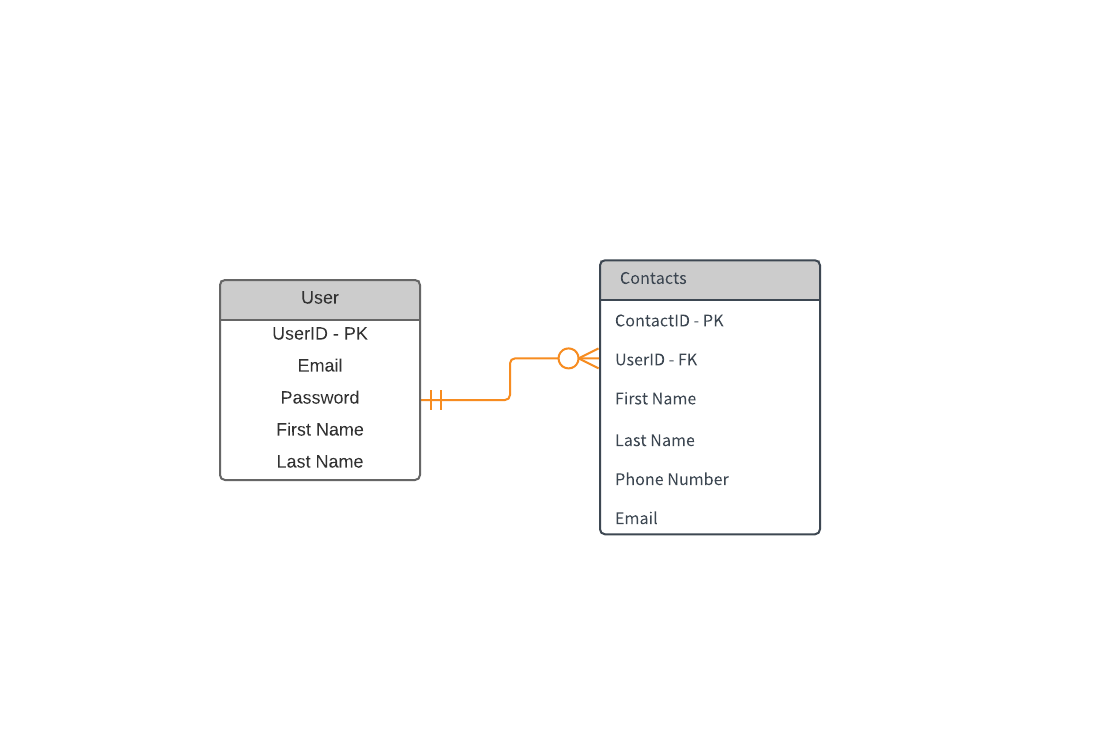 User
UserID - PK
Email
Password
First Name
Last Name
Contacts
ContactID - PK
UserID - FK
First Name
Last Name
Phone Number
Email